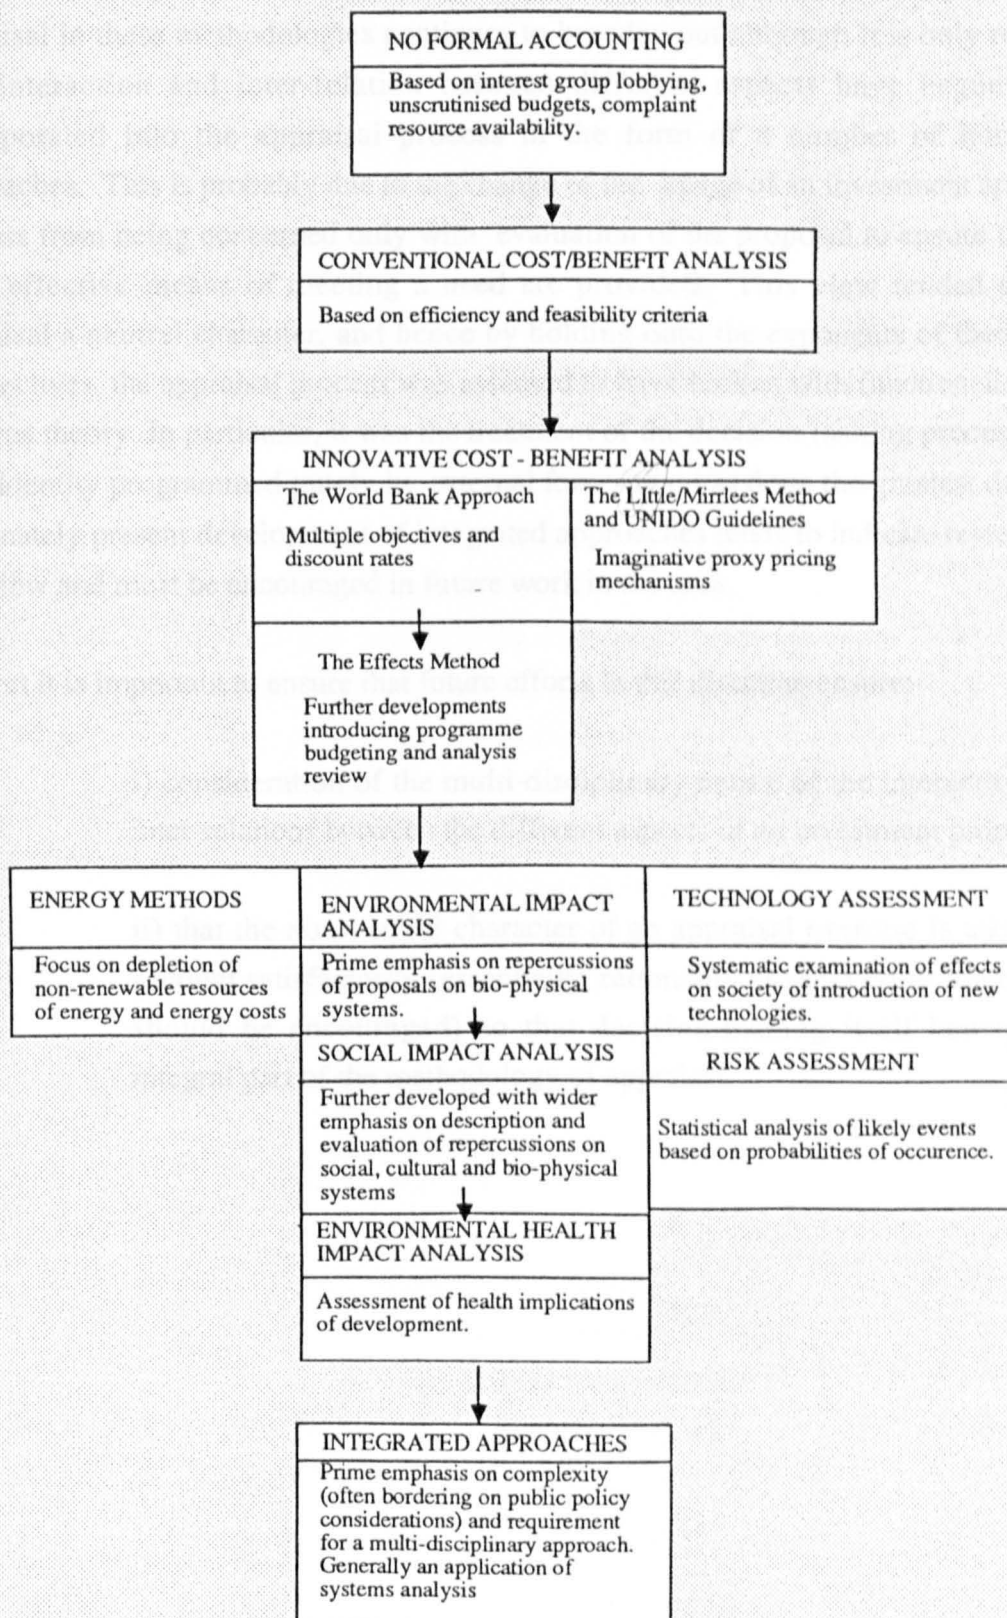 NO FORMAL ACCOUNTING
Based on interest group lobbying,
unscrutinised budgets, complaint
resource availability.
CONVENTIONAL COST/BENEFIT ANALYSIS
Based on efficiency and feasibility criteria
INNOVATIVE COST - BENEFIT ANALYSIS
The World Bank Approach
Multiple objectives and
discount rates
The LIttle/Mirrlees Method
and UNIDO Guidelines
Imaginative proxy pricing
mechanisms
The Effects Method
Further developments
introducing programme
budgeting and analysis
review
ENERGY METHODS
Focus on depletion of
non-renewable resources
of energy and energy costs
ENVIRONMENTAL IMPACT
ANALYSIS
Prime emphasis on repercussions
of proposals on bio-physical
systems.
TECHNOLOGY ASSESSMENT
Systematic examination of effects
on society of introduction of new
technologies.
SOCIAL IMPACT ANALYSIS
Further developed with wider
emphasis on description and
evaluation of repercussions on
social, cultural and bio-physical
systems
RISK ASSESSMENT
Statistical analysis of likely events
based on probabilities of occurence.
ENVIRONMENTAL HEALTH
IMPACT ANALYSIS
Assessment of health implications
of development.
INTEGRATED APPROACHES
Prime emphasis on complexity
(often bordering on public policy
considerations) and requirement
for a multi-disciplinary approach.
Generally an application of
systems analysis